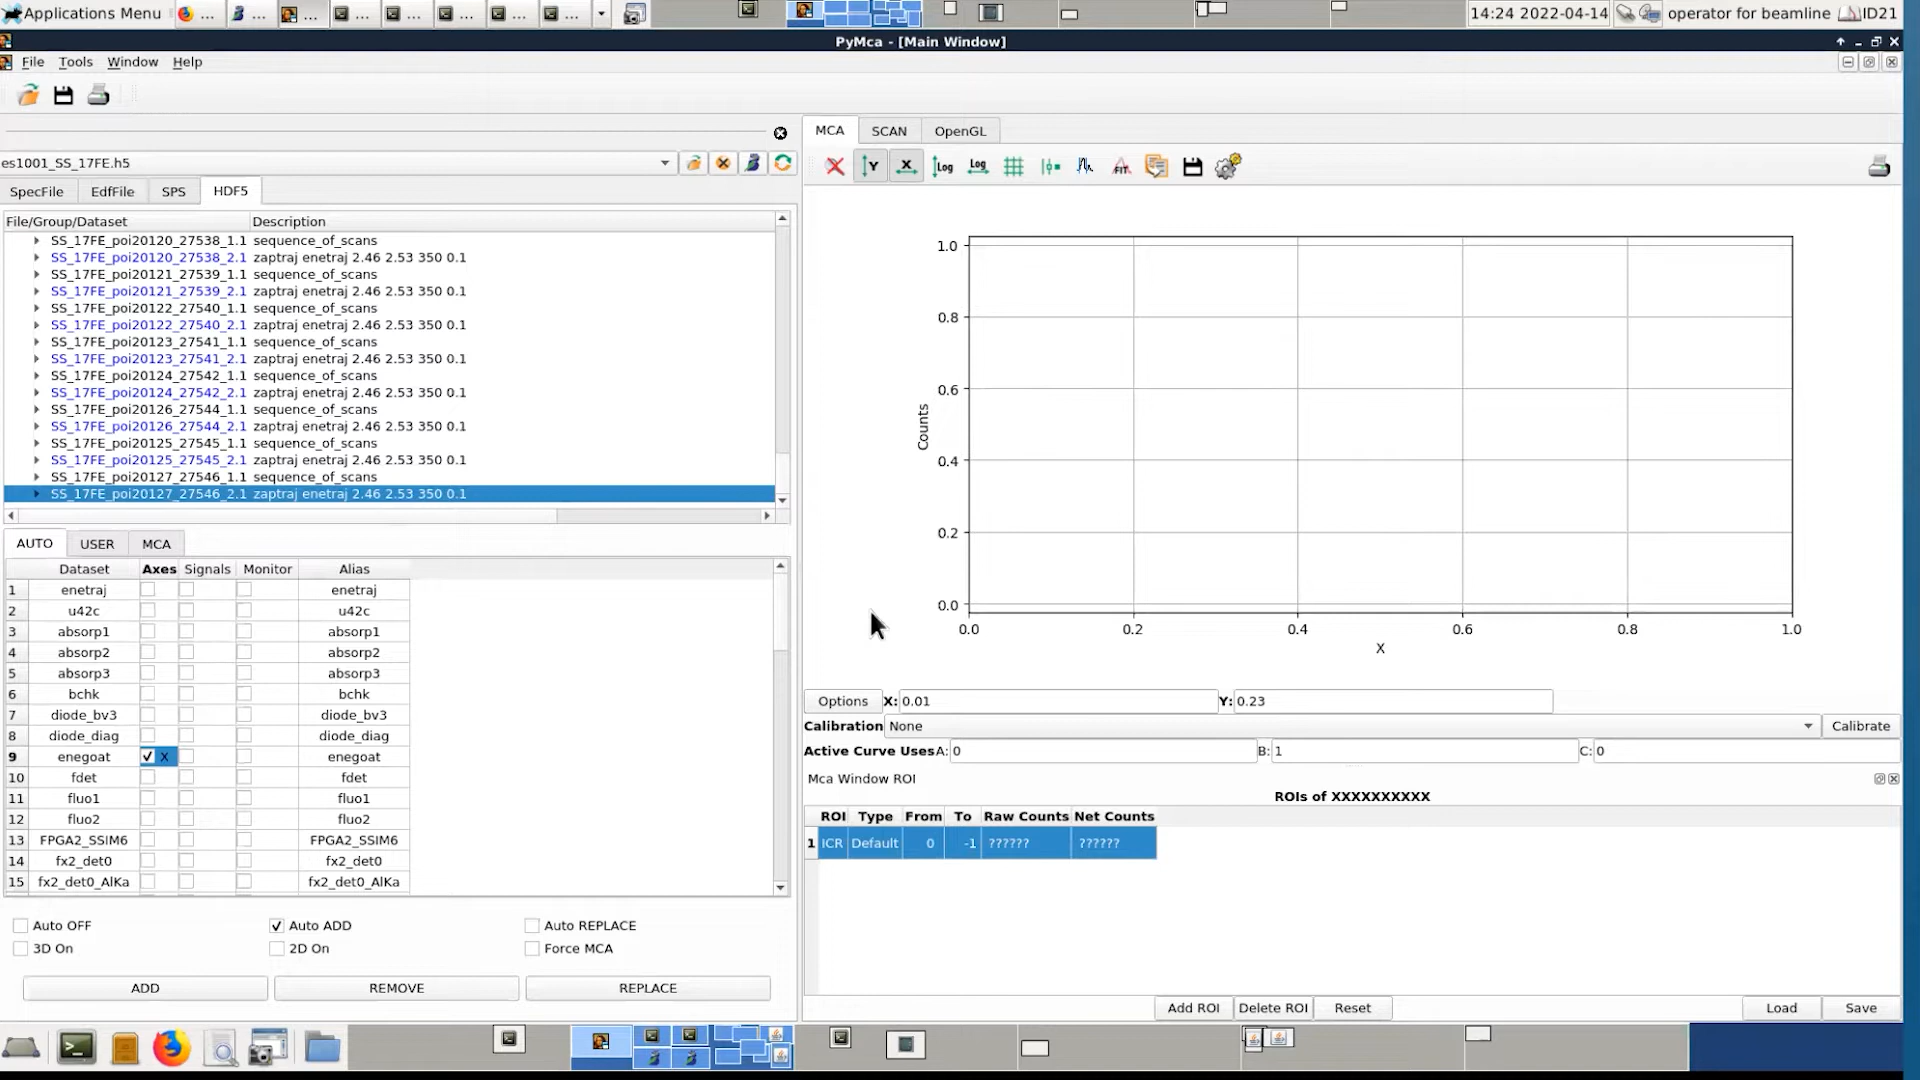 Applications Menu ... ... ... ... ... ... ... ... 14:24 2022-04-14 operator for beamline ID21
PyMca - [Main Window]
File Tools Window Help
es1001_SS_17FE.h5
SpecFile EdfFile SPS HDF5
File/Group/Dataset Description
SS_17FE_poi20120_27538_1.1 sequence_of_scans
SS_17FE_poi20120_27538_2.1 zaptraj enetraj 2.46 2.53 350 0.1
SS_17FE_poi20121_27539_1.1 sequence_of_scans
SS_17FE_poi20121_27539_2.1 zaptraj enetraj 2.46 2.53 350 0.1
SS_17FE_poi20122_27540_1.1 sequence_of_scans
SS_17FE_poi20122_27540_2.1 zaptraj enetraj 2.46 2.53 350 0.1
SS_17FE_poi20123_27541_1.1 sequence_of_scans
SS_17FE_poi20123_27541_2.1 zaptraj enetraj 2.46 2.53 350 0.1
SS_17FE_poi20124_27542_1.1 sequence_of_scans
SS_17FE_poi20124_27542_2.1 zaptraj enetraj 2.46 2.53 350 0.1
SS_17FE_poi20126_27544_1.1 sequence_of_scans
SS_17FE_poi20126_27544_2.1 zaptraj enetraj 2.46 2.53 350 0.1
SS_17FE_poi20125_27545_1.1 sequence_of_scans
SS_17FE_poi20125_27545_2.1 zaptraj enetraj 2.46 2.53 350 0.1
SS_17FE_poi20127_27546_1.1 sequence_of_scans
SS_17FE_poi20127_27546_2.1 zaptraj enetraj 2.46 2.53 350 0.1
AUTO USER MCA
Dataset Axes Signals Monitor Alias
1 enetraj enetraj
2 u42c u42c
3 absorp1 absorp1
4 absorp2 absorp2
5 absorp3 absorp3
6 bchk bchk
7 diode_bv3 diode_bv3
8 diode_diag diode_diag
9 enegoat X enegoat
10 fdet fdet
11 fluo1 fluo1
12 fluo2 fluo2
13 FPGA2_SSIM6 FPGA2_SSIM6
14 fx2_det0 fx2_det0
15 fx2_det0_AlKa fx2_det0_AlKa
Auto OFF Auto ADD Auto REPLACE
3D On 2D On Force MCA
ADD REMOVE REPLACE
MCA SCAN OpenGL
Y X Log Log FIT
1.0
0.8
0.6
0.4
0.2
0.0
Counts
0.0 0.2 0.4 0.6 0.8 1.0
X
Options X: 0.01 Y: 0.23
Calibration None Calibrate
Active Curve Uses A: 0 B: 1 C: 0
Mca Window ROI
ROIs of XXXXXXXXXX
ROI Type From To Raw Counts Net Counts
1 ICR Default 0 -1 ?????? ??????
Add ROI Delete ROI Reset Load Save